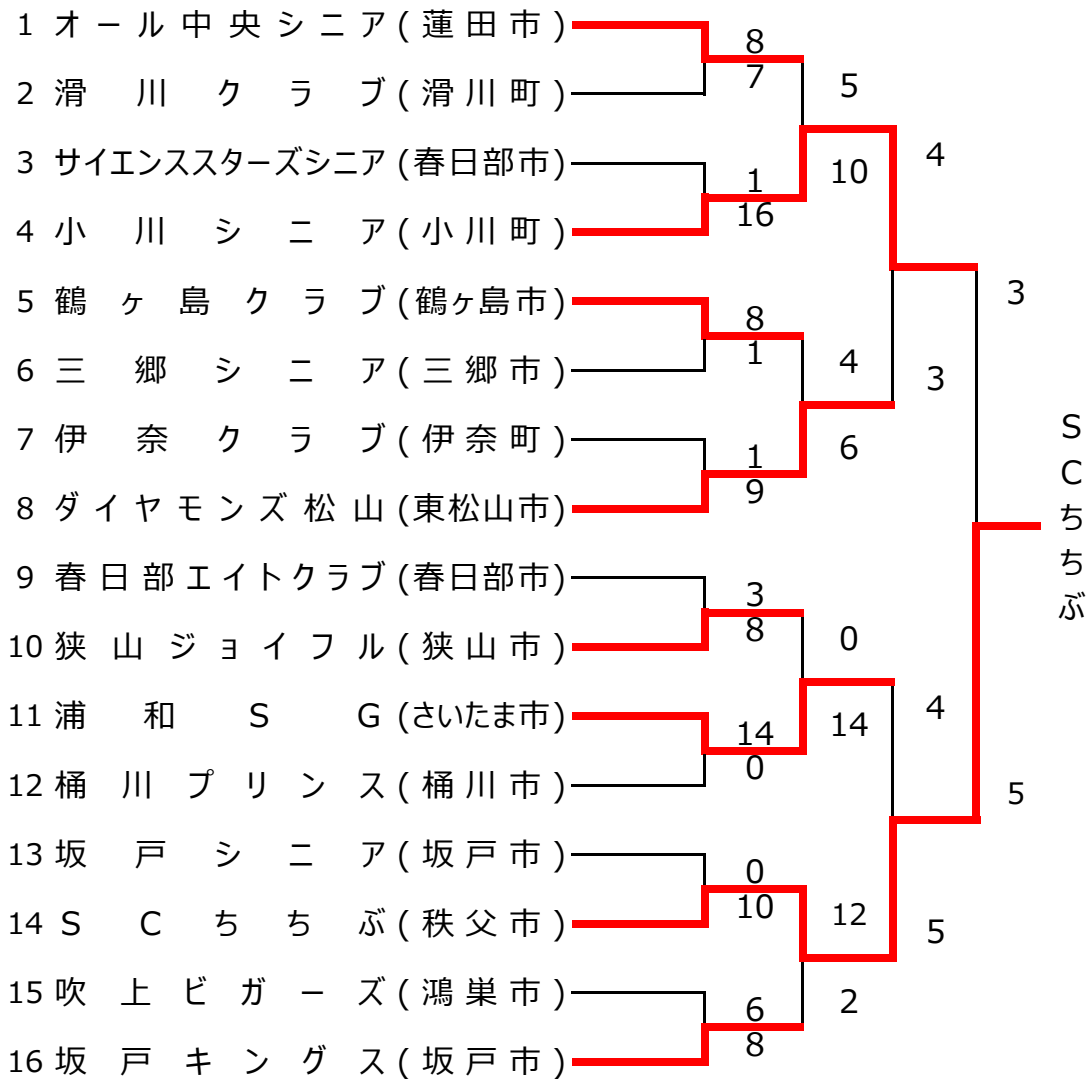 1 オール中央シニア(蓮田市)
8
7
2 滑川クラブ(滑川町)
5
3 サイエンススターズシニア(春日部市)
1
16
10
4
4 小川シニア(小川町)
5 鶴ヶ島クラブ(鶴ヶ島市)
8
1
3
6 三郷シニア(三郷市)
4
3
7 伊奈クラブ(伊奈町)
1
9
6
8 ダイヤモンズ松山(東松山市)
SCちちぶ
9 春日部エイトクラブ(春日部市)
3
8
10 狭山ジョイフル(狭山市)
0
11 浦和SG(さいたま市)
14
0
14
4
12 桶川プリンス(桶川市)
5
13 坂戸シニア(坂戸市)
0
10
14 SCちちぶ(秩父市)
12
5
15 吹上ビガーズ(鴻巣市)
6
8
2
16 坂戸キングス(坂戸市)